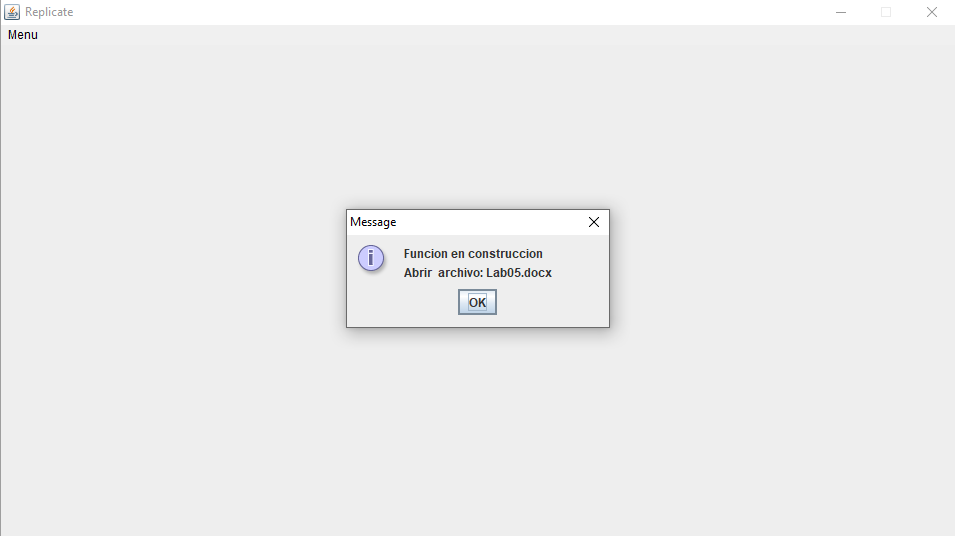 Replicate
Menu
Message
Funcion en construccion
Abrir  archivo: Lab05.docx
OK